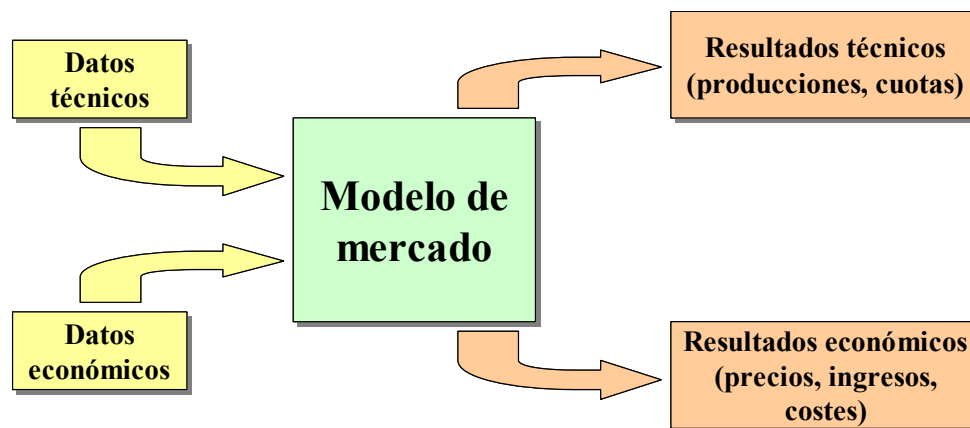 Datos
técnicos
Datos
económicos
Modelo de
mercado
Resultados técnicos
(producciones, cuotas)
Resultados económicos
(precios, ingresos,
costes)